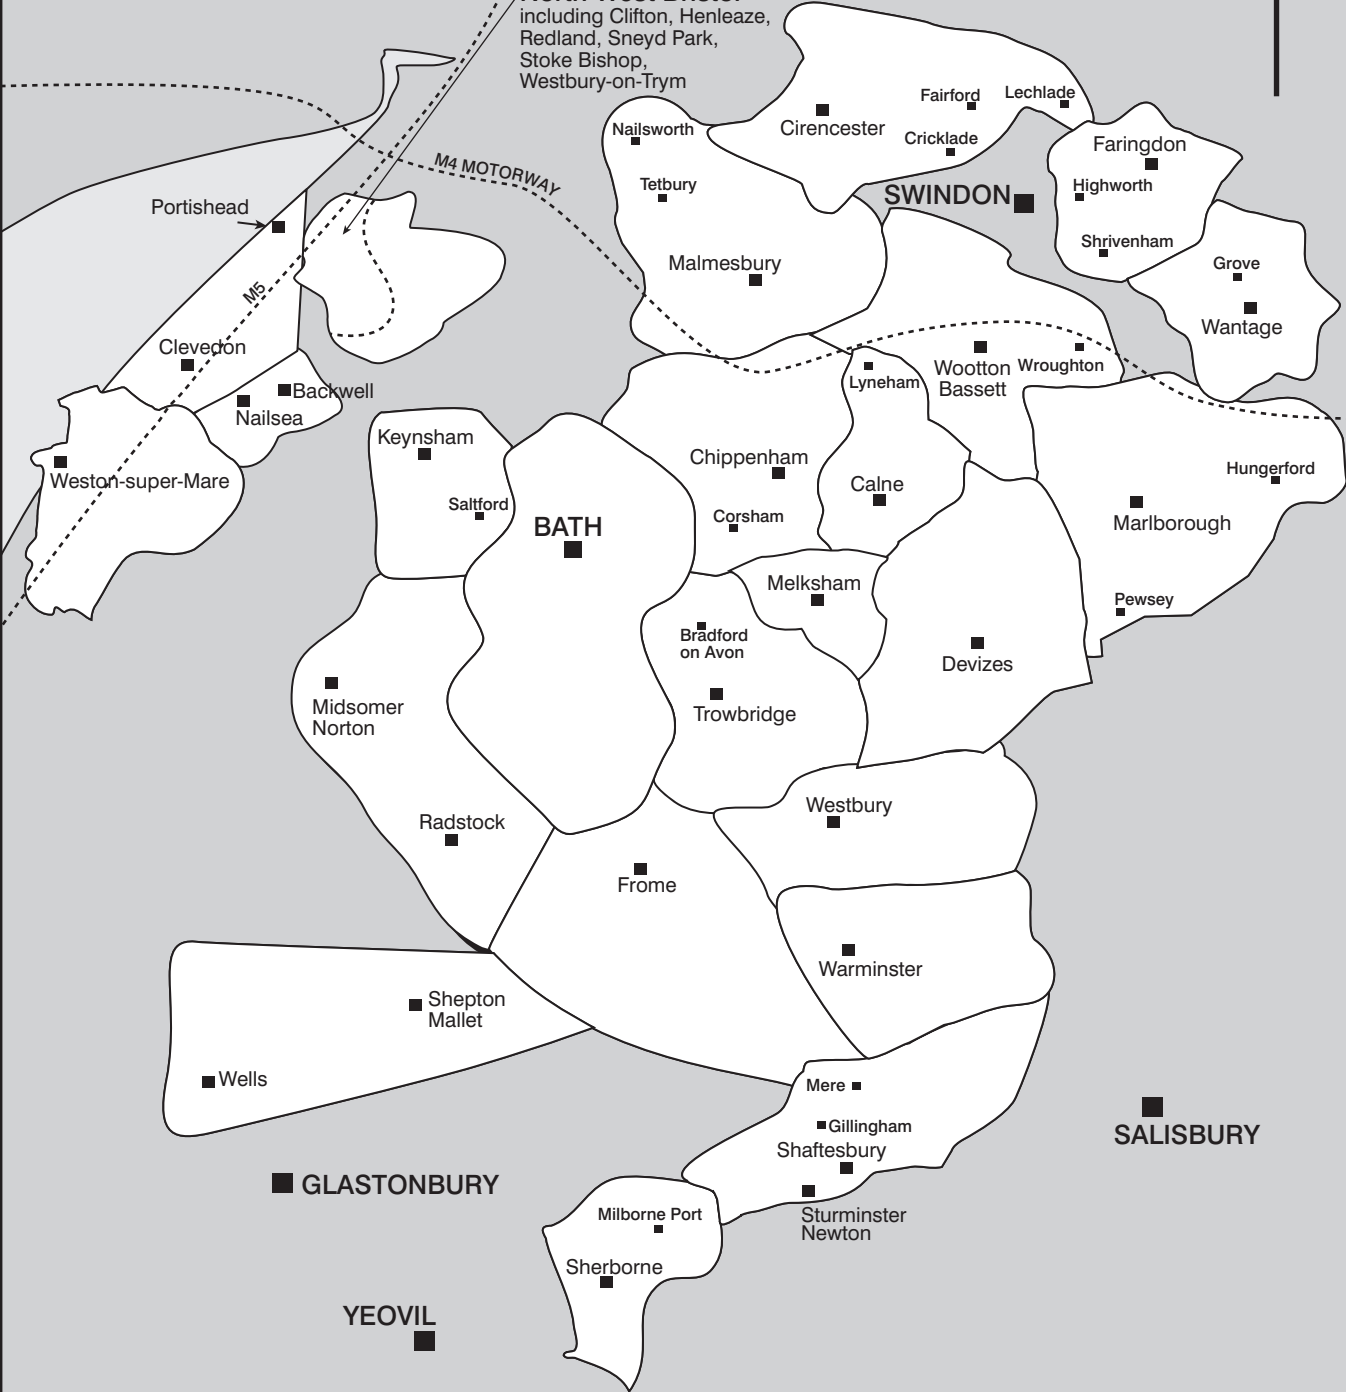 including Clifton, Henleaze,
Redland, Sneyd Park,
Stoke Bishop,
Westbury-on-Trym
Fairford
Lechlade
Cirencester
Cricklade
Nailsworth
Faringdon
M4 MOTORWAY
Tetbury
Highworth
SWINDON
Portishead
Shrivenham
Malmesbury
Grove
M5
Wantage
Clevedon
Wootton
Bassett
Wroughton
Lyneham
Backwell
Nailsea
Keynsham
Chippenham
Hungerford
Weston-super-Mare
Calne
Saltford
Corsham
BATH
Marlborough
Melksham
Pewsey
Bradford
on Avon
Devizes
Midsomer
Norton
Trowbridge
Westbury
Radstock
Frome
Warminster
Shepton
Mallet
Wells
Mere
Gillingham
SALISBURY
Shaftesbury
GLASTONBURY
Milborne Port
Sturminster
Newton
Sherborne
YEOVIL